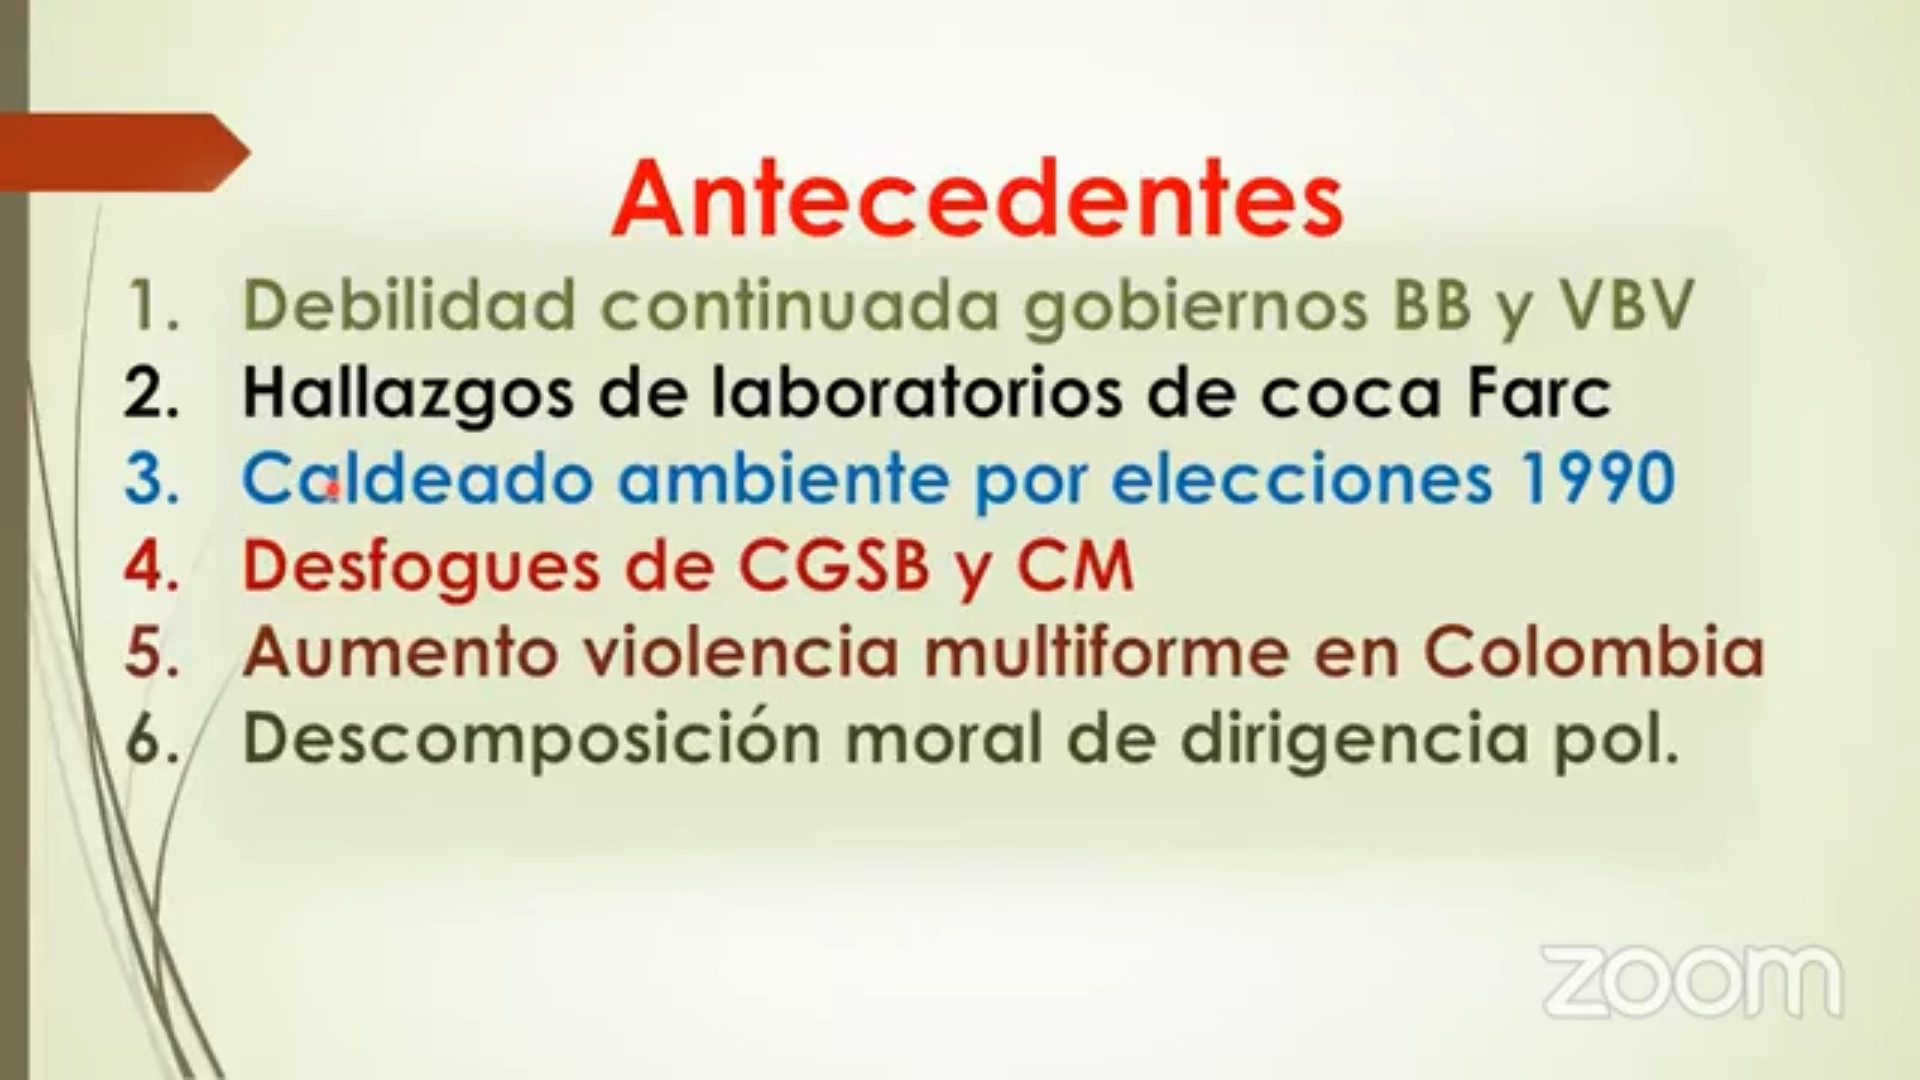 Antecedentes
1. Debilidad continuada gobiernos BB y VBV
2. Hallazgos de laboratorios de coca Farc
3. Caldeado ambiente por elecciones 1990
4. Desfogues de CGSB y CM
5. Aumento violencia multiforme en Colombia
6. Descomposición moral de dirigencia pol.
zoom